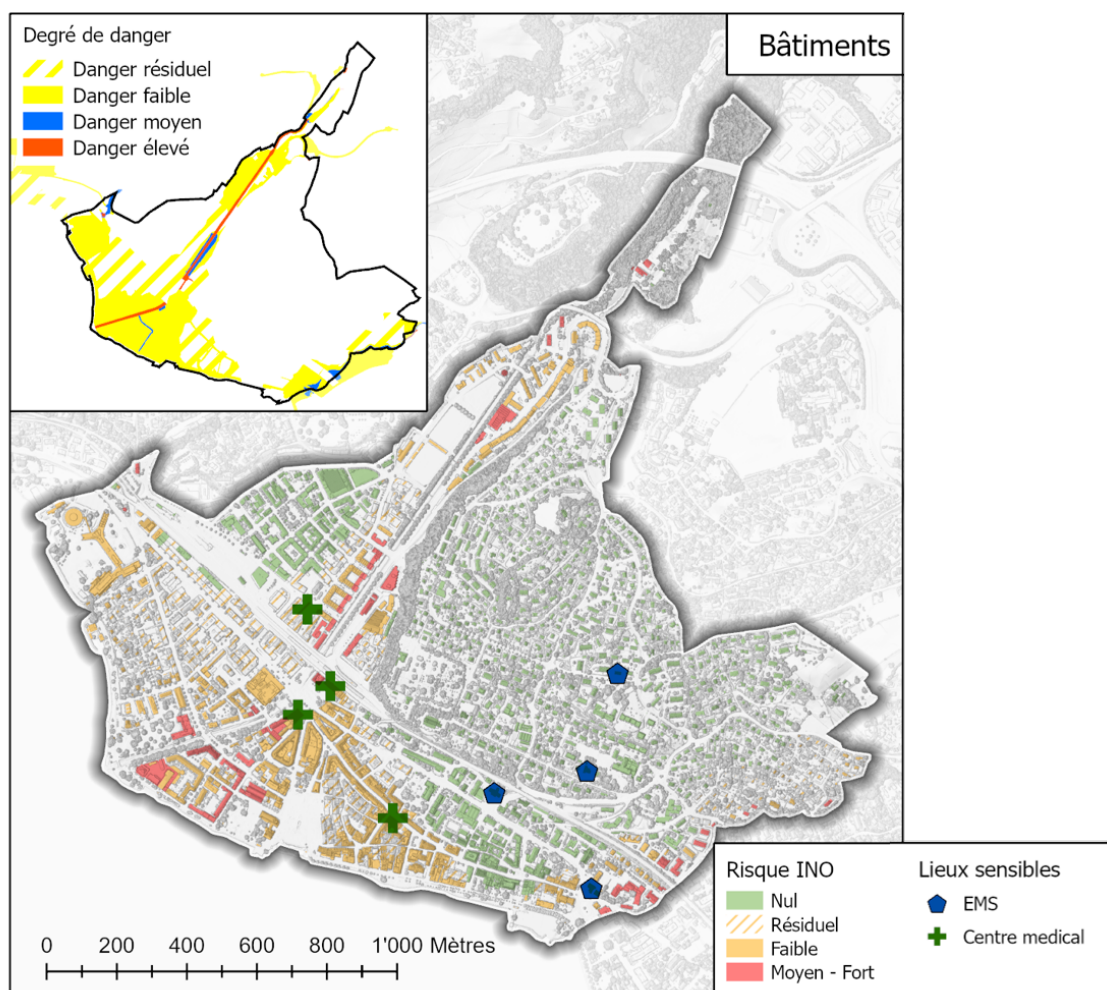 Bâtiments
Degré de danger
Danger résiduel
Danger faible
Danger moyen
Danger élevé
0 200 400 600 800 1'000 Mètres
Risque INO
Nul
Résiduel
Faible
Moyen - Fort
Lieux sensibles
EMS
Centre medical